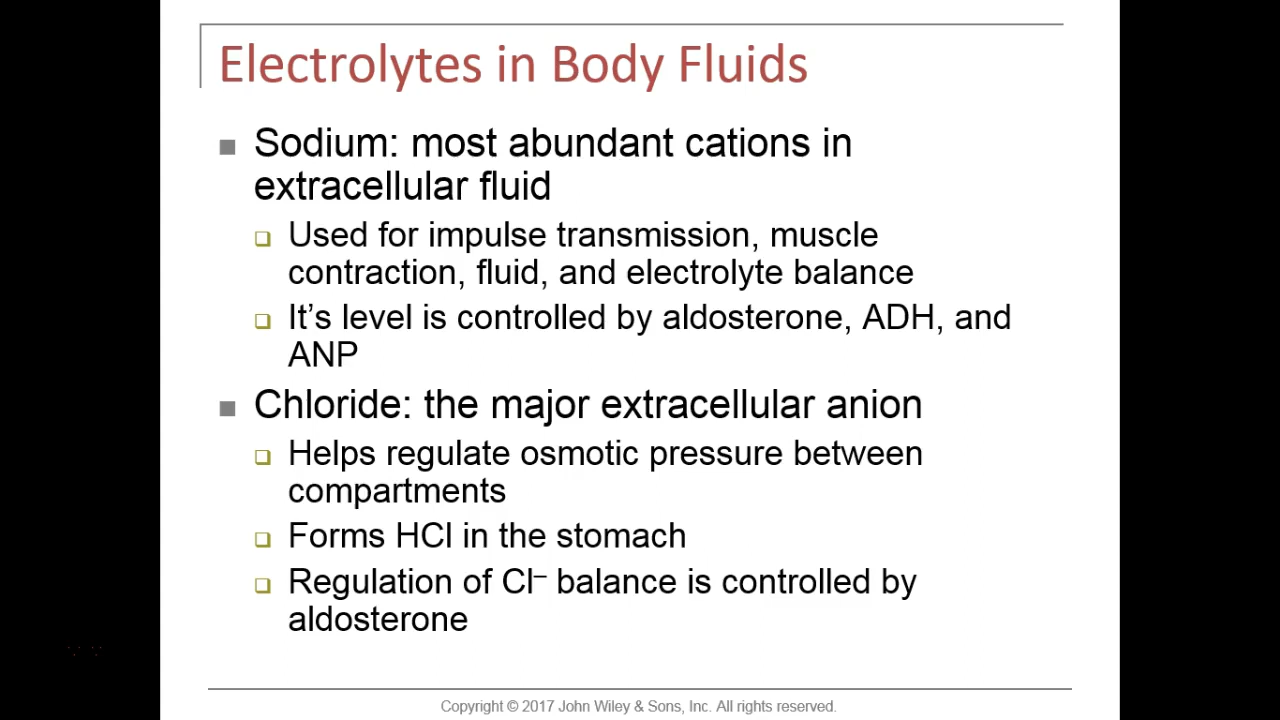 Electrolytes in Body Fluids
■ Sodium: most abundant cations in
extracellular fluid
❑ Used for impulse transmission, muscle
contraction, fluid, and electrolyte balance
❑ It’s level is controlled by aldosterone, ADH, and
ANP
■ Chloride: the major extracellular anion
❑ Helps regulate osmotic pressure between
compartments
❑ Forms HCl in the stomach
❑ Regulation of Cl⁻ balance is controlled by
aldosterone
Copyright © 2017 John Wiley & Sons, Inc. All rights reserved.